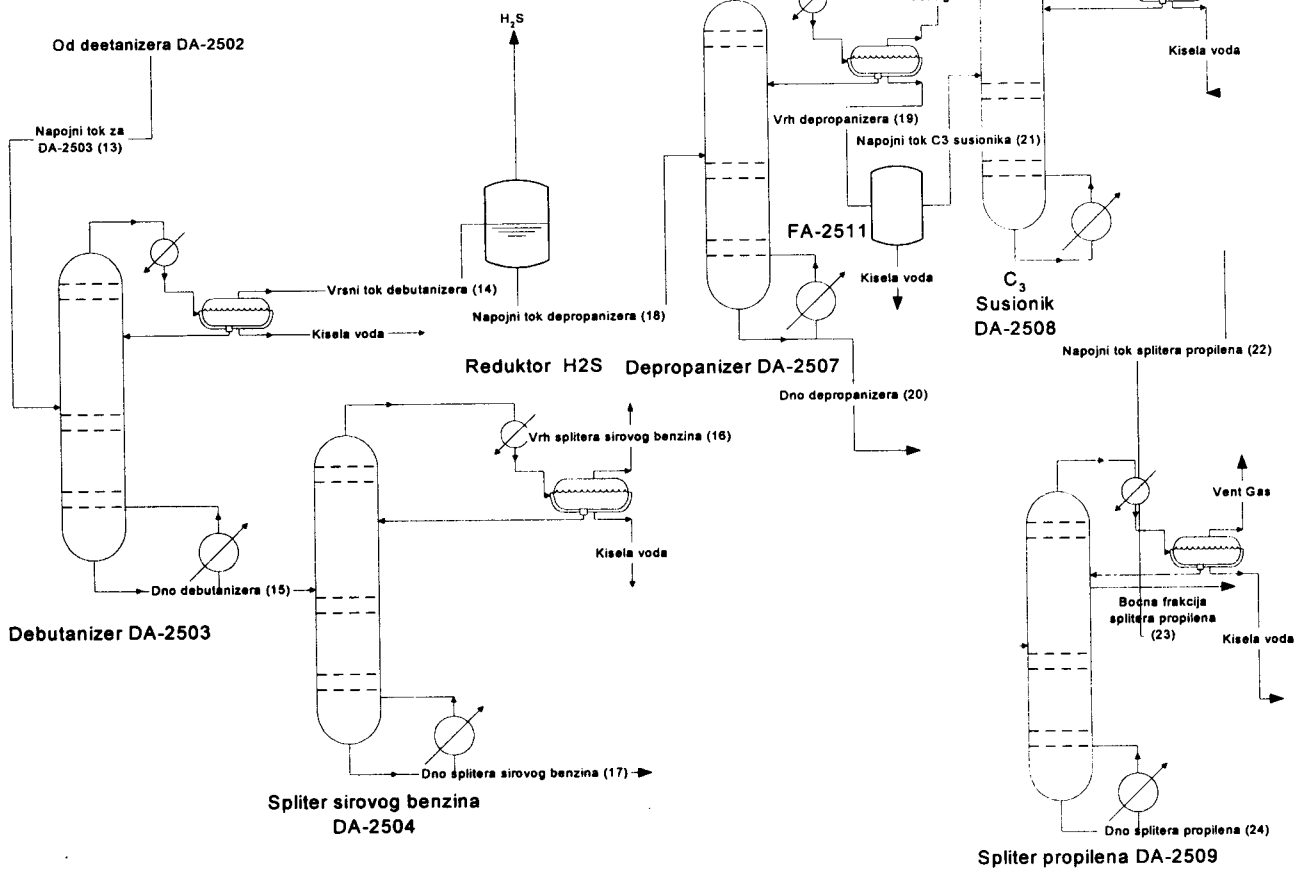 H₂S
Od deetanizera DA-2502
Kisela voda
Napojni tok za
DA-2503 (13)
Vrh depropanizera (19)
Napojni tok C3 susionika (21)
FA-2511
Kisela voda
Vrsni tok debutanizera (14)
Napojni tok depropanizera (18)
Kisela voda
C₃
Susionik
DA-2508
Napojni tok splitera propilena (22)
Reduktor H2S
Depropanizer DA-2507
Dno depropanizera (20)
Vrh splitera sirovog benzina (16)
Vent Gas
Kisela voda
Dno debutanizera (15)
Bočna frakcija
splitera propilena
(23)
Kisela voda
Debutanizer DA-2503
Dno splitera sirovog benzina (17)
Spliter sirovog benzina
DA-2504
Dno splitera propilena (24)
Spliter propilena DA-2509